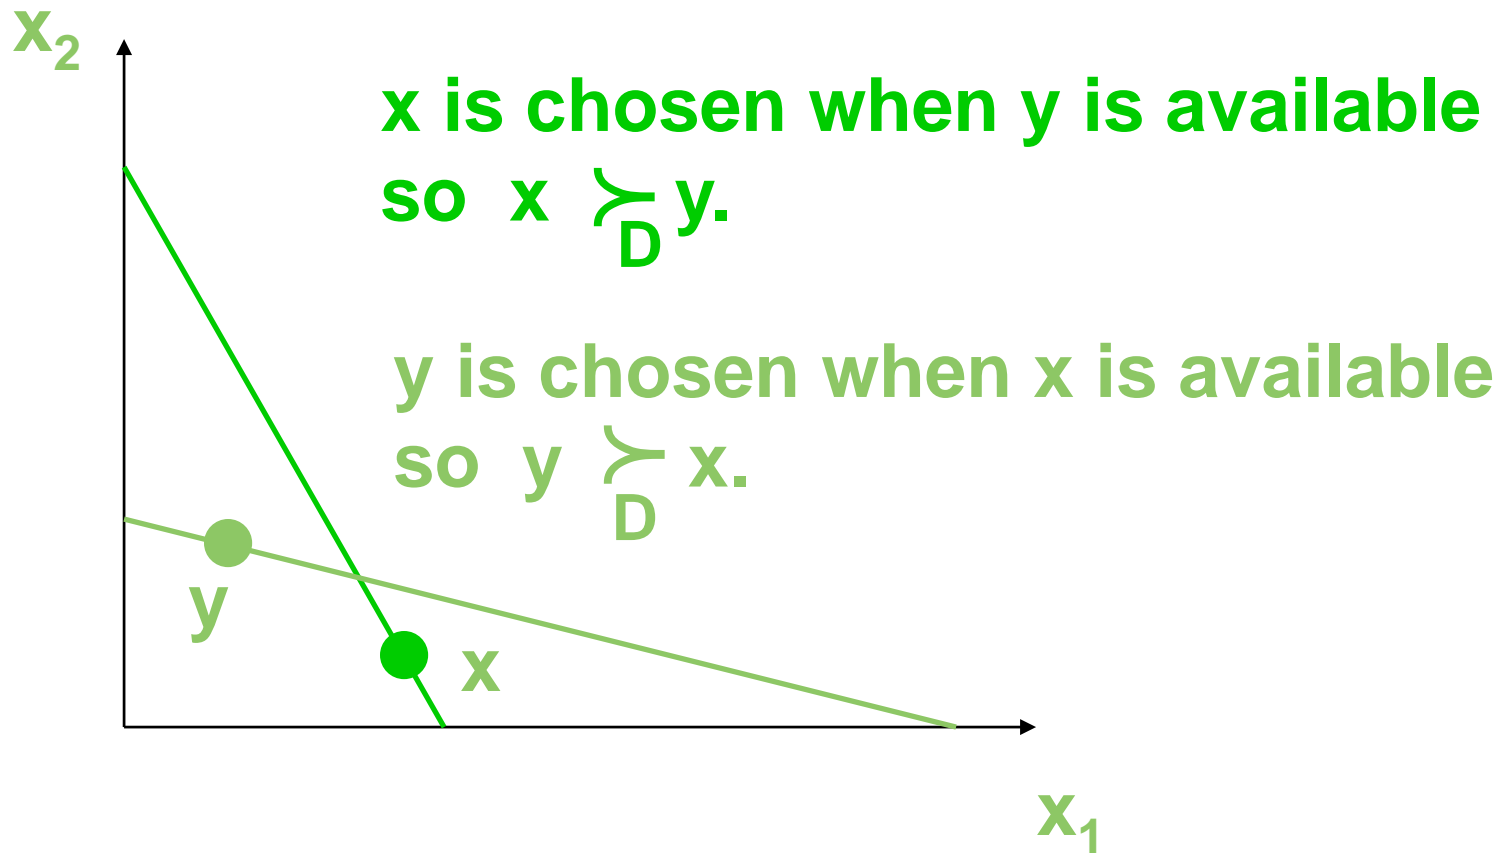 x₂
x is chosen when y is available
so x ≻ y.
D
y is chosen when x is available
so y ≻ x.
D
y
x
x₁